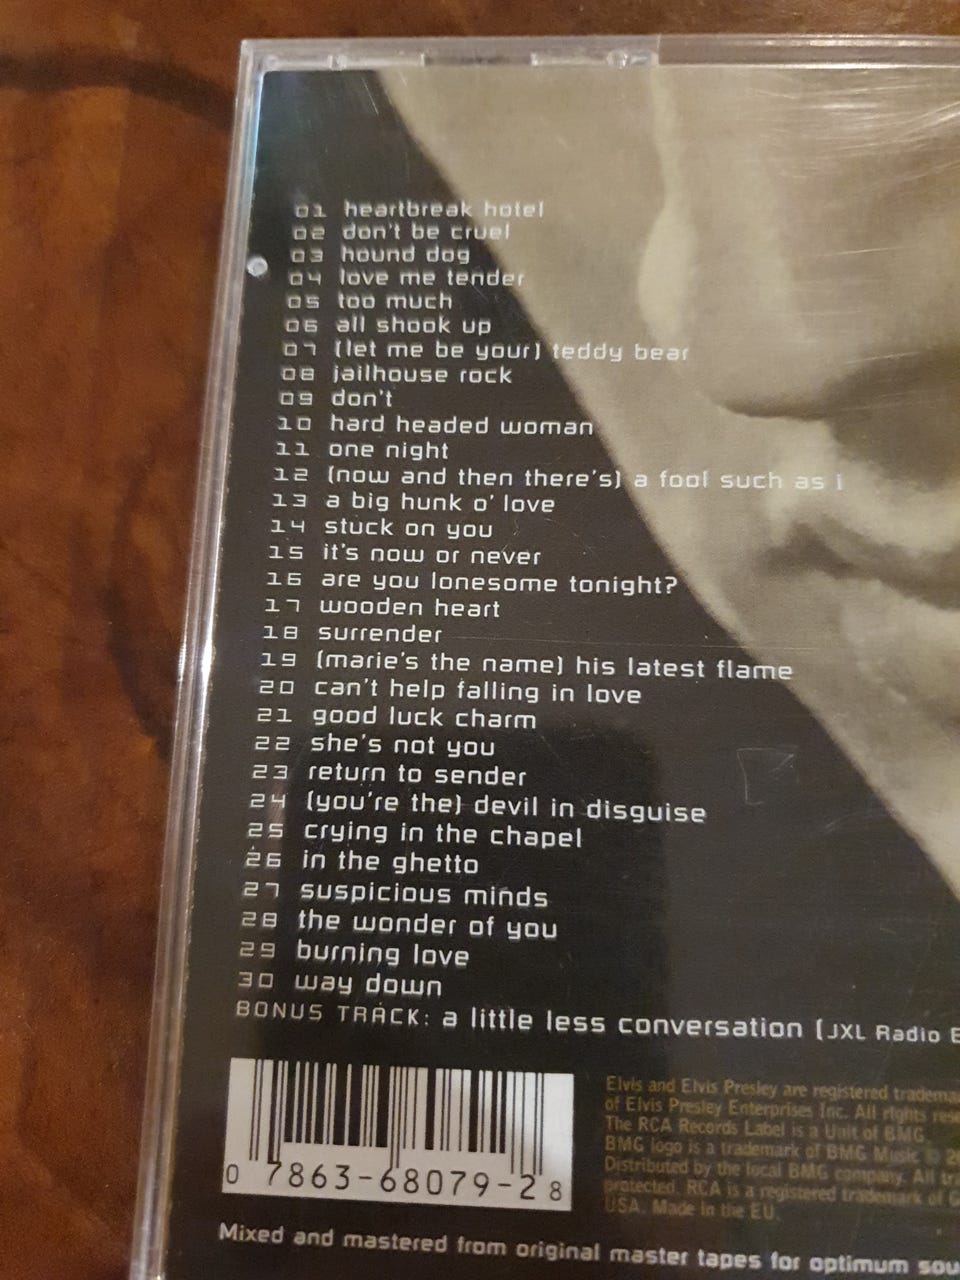 01 heartbreak hotel
02 don't be cruel
03 hound dog
04 love me tender
05 too much
06 all shook up
07 (let me be your) teddy bear
08 jailhouse rock
09 don't
10 hard headed woman
11 one night
12 (now and then there's) a fool such as i
13 a big hunk o' love
14 stuck on you
15 it's now or never
16 are you lonesome tonight?
17 wooden heart
18 surrender
19 (marie's the name) his latest flame
20 can't help falling in love
21 good luck charm
22 she's not you
23 return to sender
24 (you're the) devil in disguise
25 crying in the chapel
26 in the ghetto
27 suspicious minds
28 the wonder of you
29 burning love
30 way down
BONUS TRACK: a little less conversation (JXL Radio E
0 7863-68079-2 8
Elvis and Elvis Presley are registered tradema
of Elvis Presley Enterprises Inc. All rights rese
The RCA Records Label is a Unit of BMG.
BMG logo is a trademark of BMG Music © 20
Distributed by the local BMG company. All tr
protected. RCA is a registered trademark of G
USA. Made in the EU.
Mixed and mastered from original master tapes for optimum sou